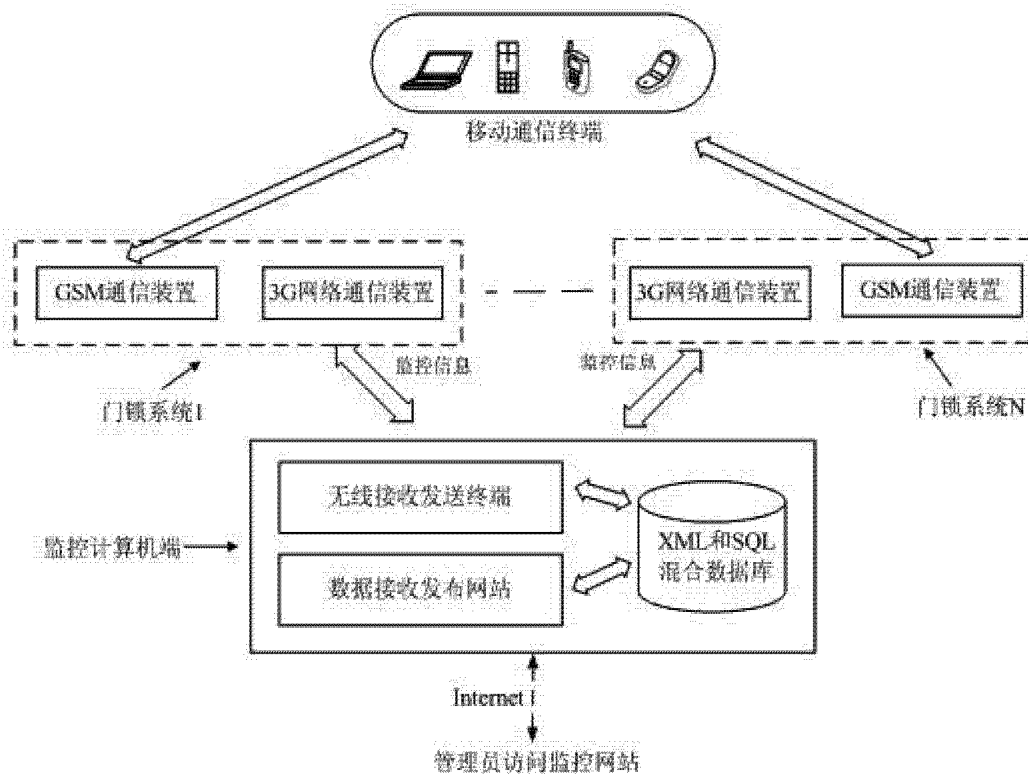 移动通信终端
GSM通信装置
3G网络通信装置
3G网络通信装置
GSM通信装置
监控信息
监控信息
门锁系统1
门锁系统N
无线接收发送终端
XML和SQL
混合数据库
监控计算机端
数据接收发布网站
Internet
管理员访问监控网站